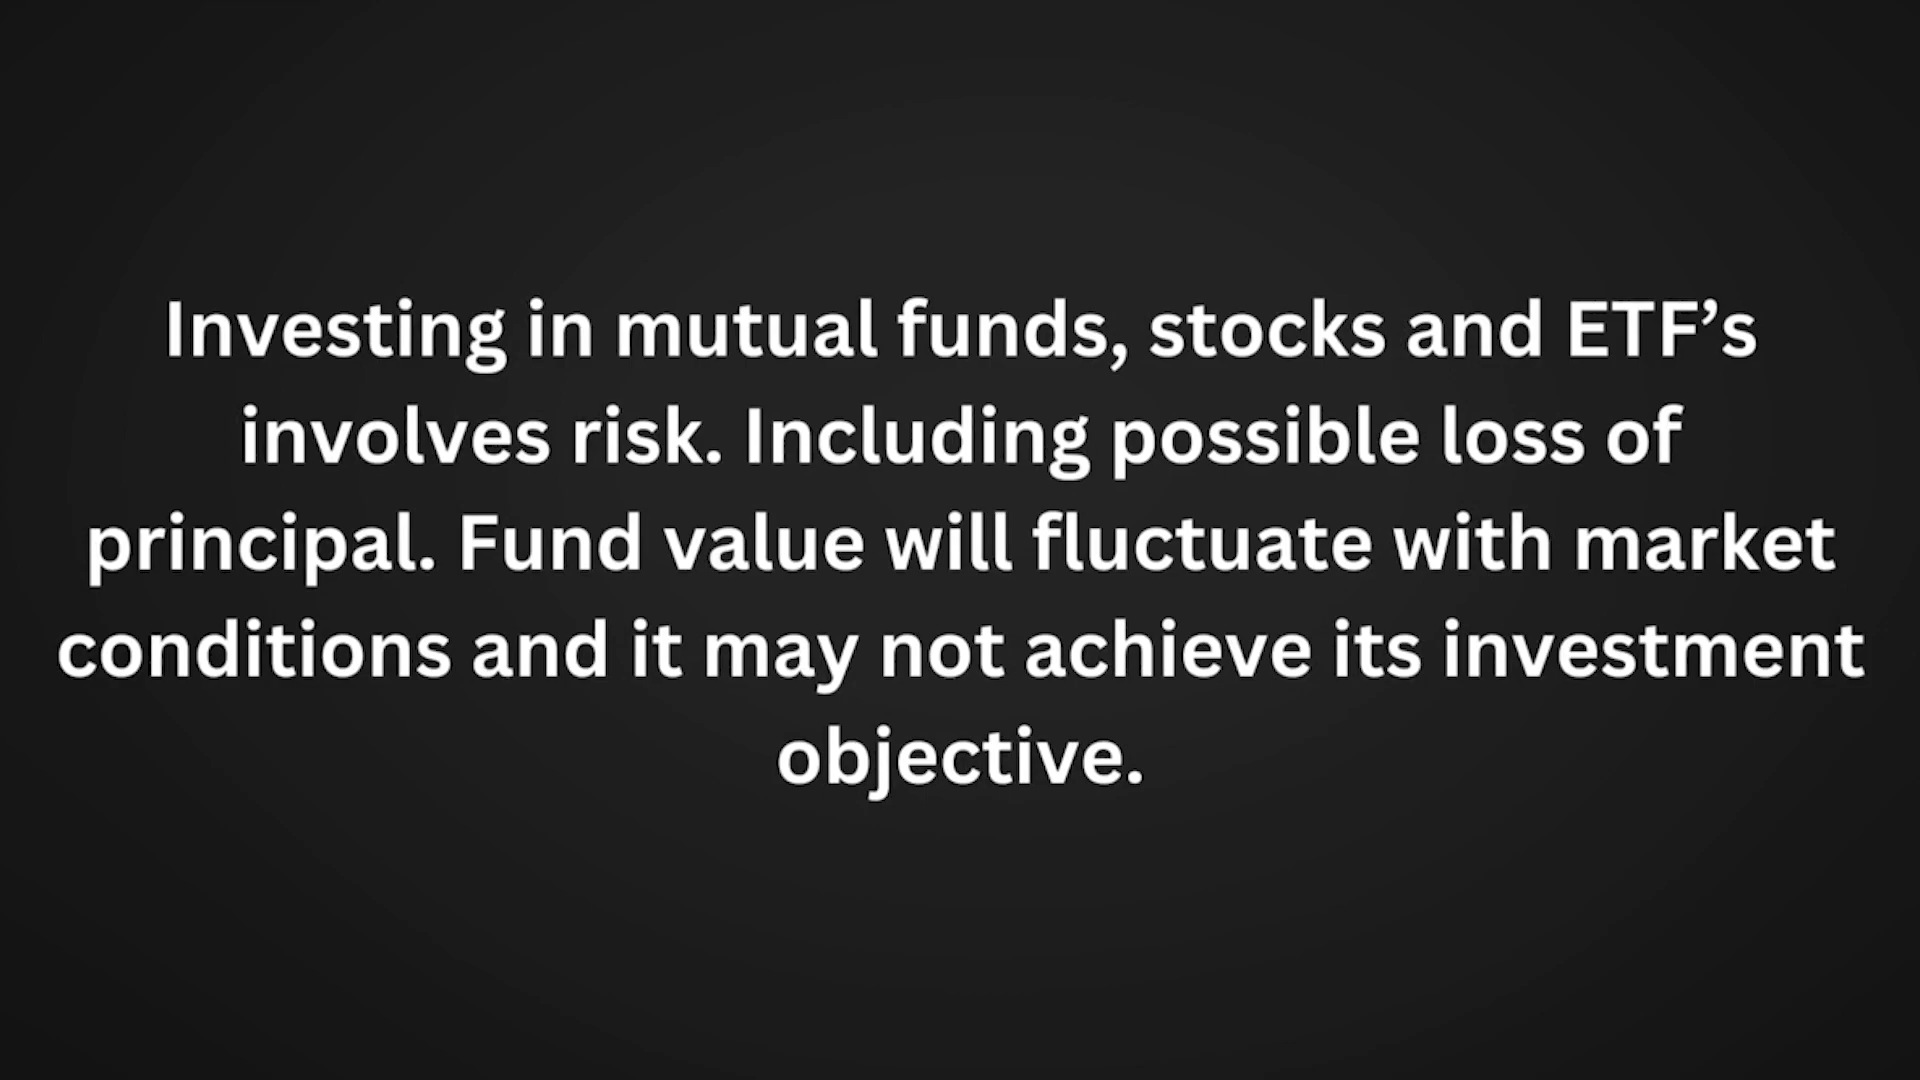 Investing in mutual funds, stocks and ETF’s
involves risk. Including possible loss of
principal. Fund value will fluctuate with market
conditions and it may not achieve its investment
objective.